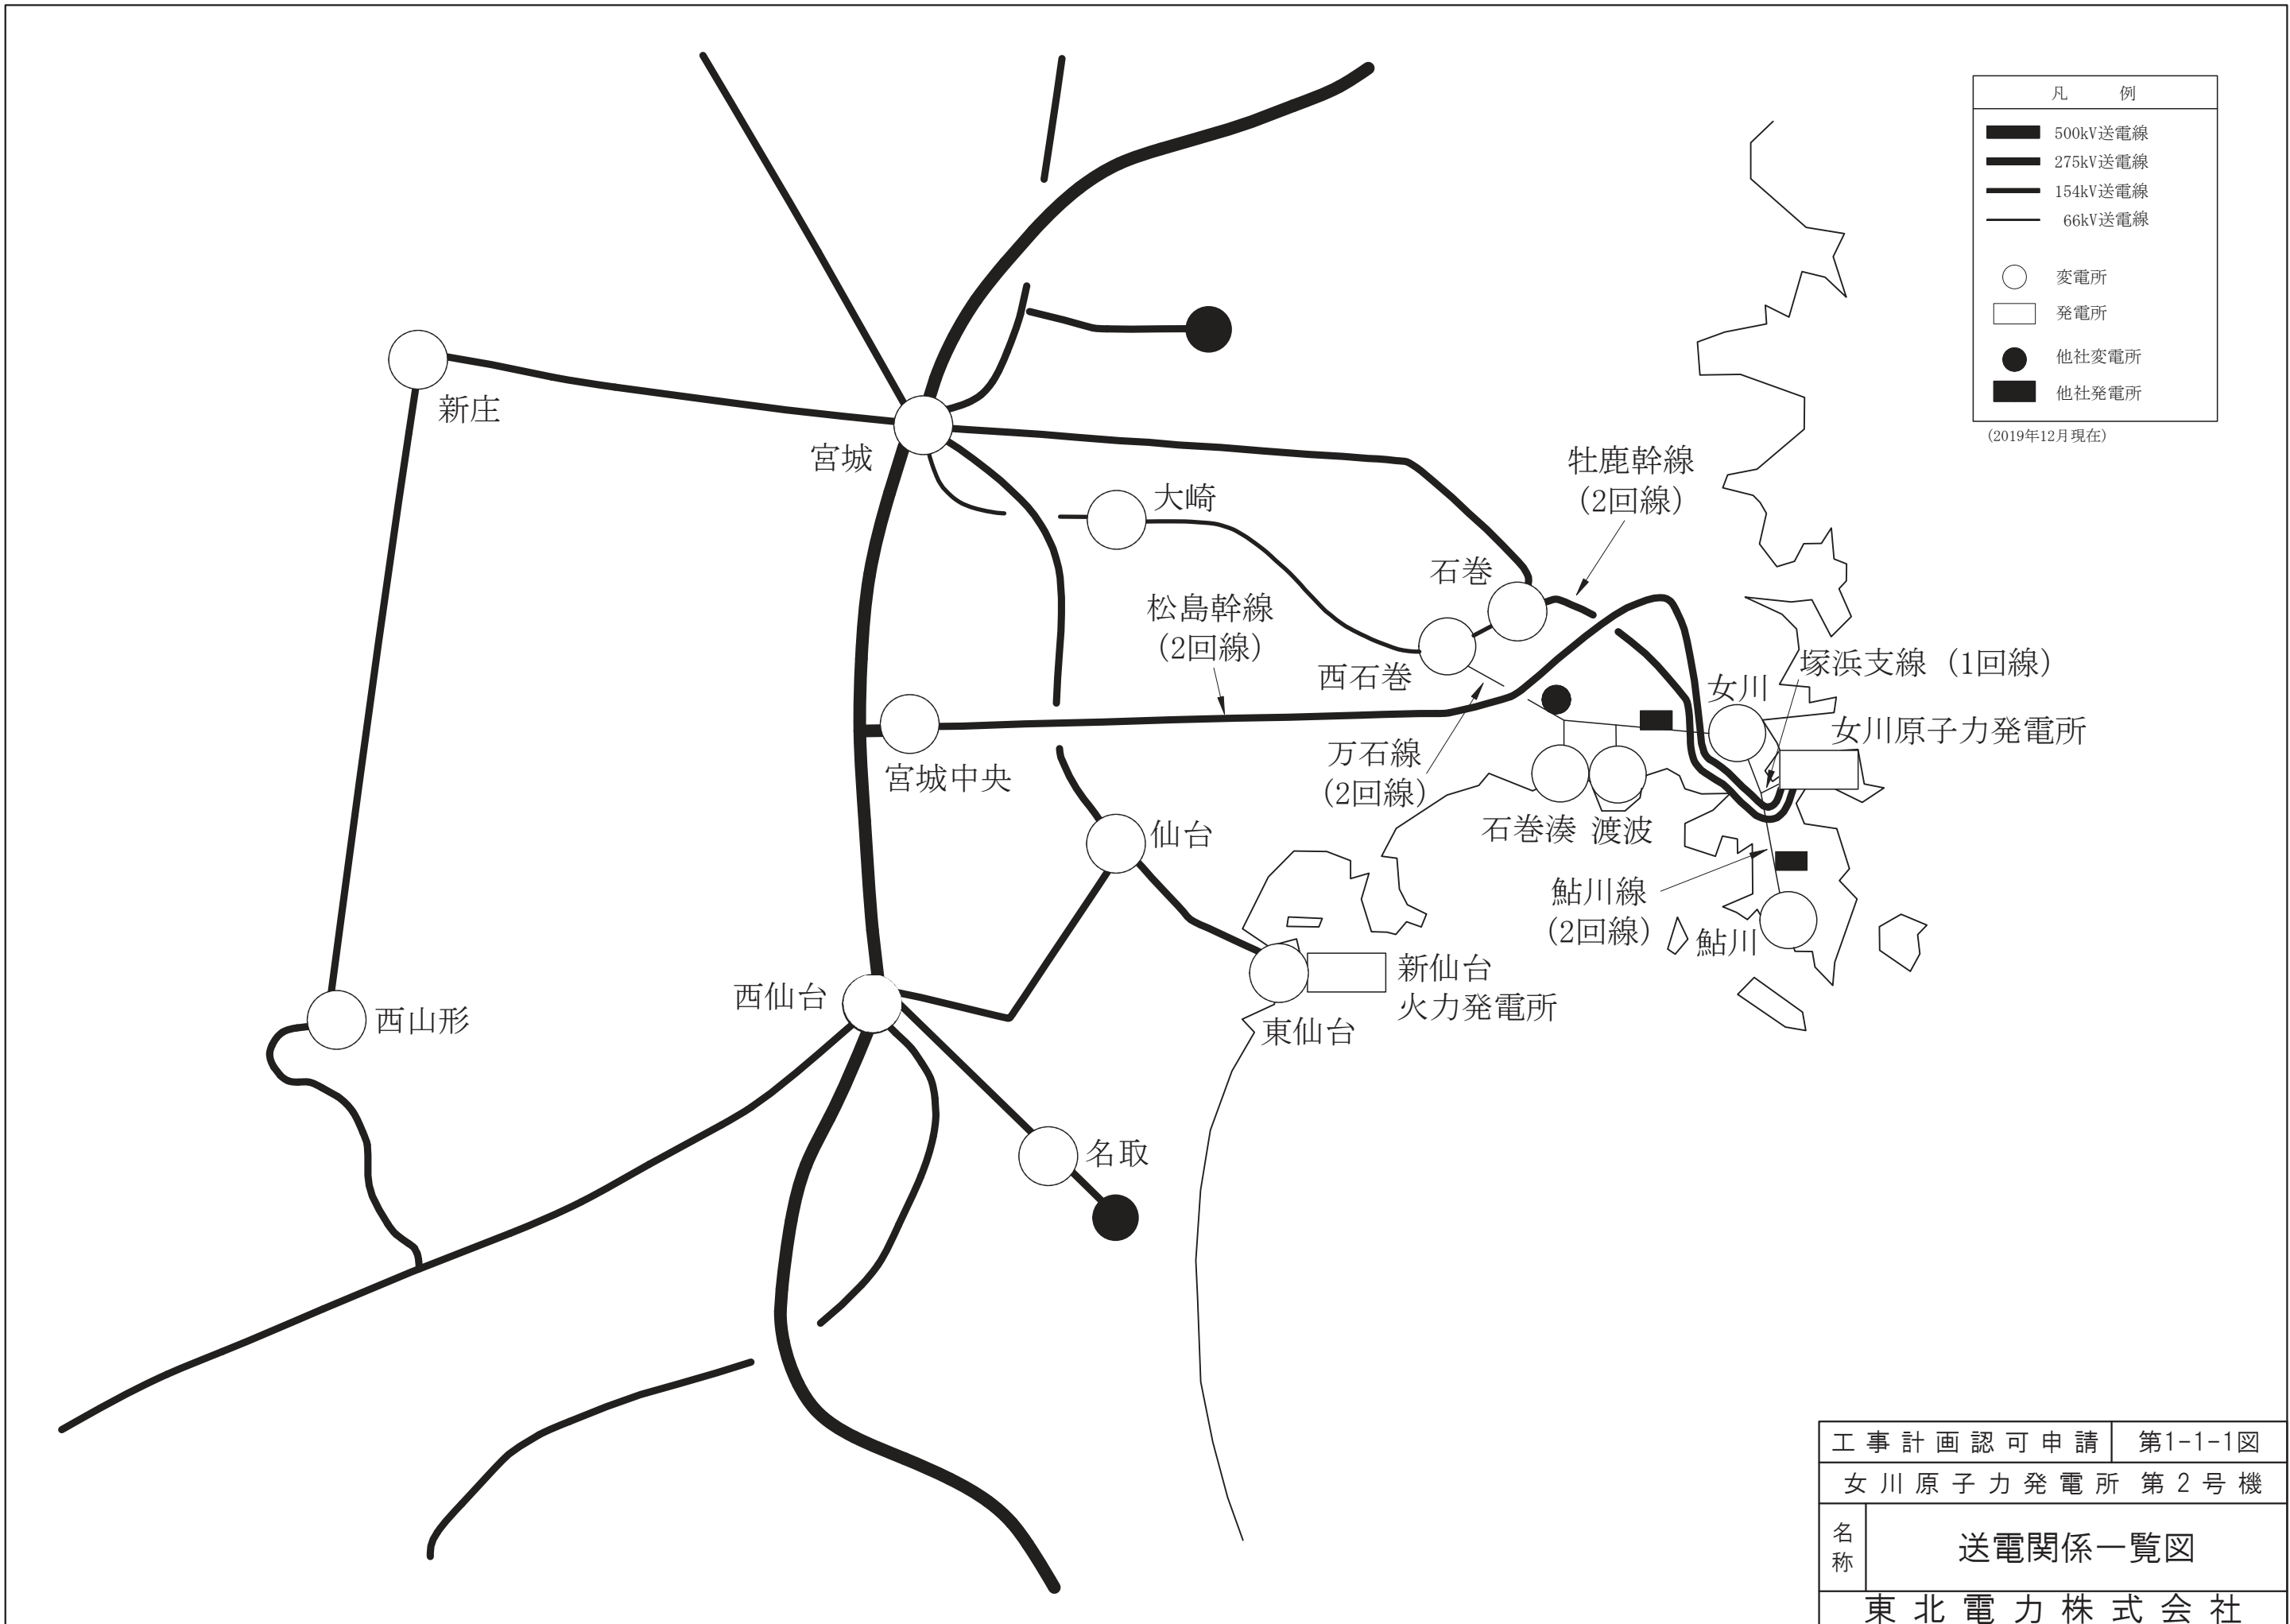 凡 例
500kV送電線
275kV送電線
154kV送電線
66kV送電線
変電所
発電所
他社変電所
他社発電所
(2019年12月現在)
新庄
宮城
大崎
牡鹿幹線
(2回線)
石巻
松島幹線
(2回線)
西石巻
塚浜支線 (1回線)
女川
女川原子力発電所
万石線
(2回線)
宮城中央
仙台
石巻湊
渡波
鮎川線
(2回線)
鮎川
西仙台
新仙台
火力発電所
東仙台
西山形
名取
工事計画認可申請 第1-1-1図
女川原子力発電所 第2号機
名称
送電関係一覧図
東北電力株式会社